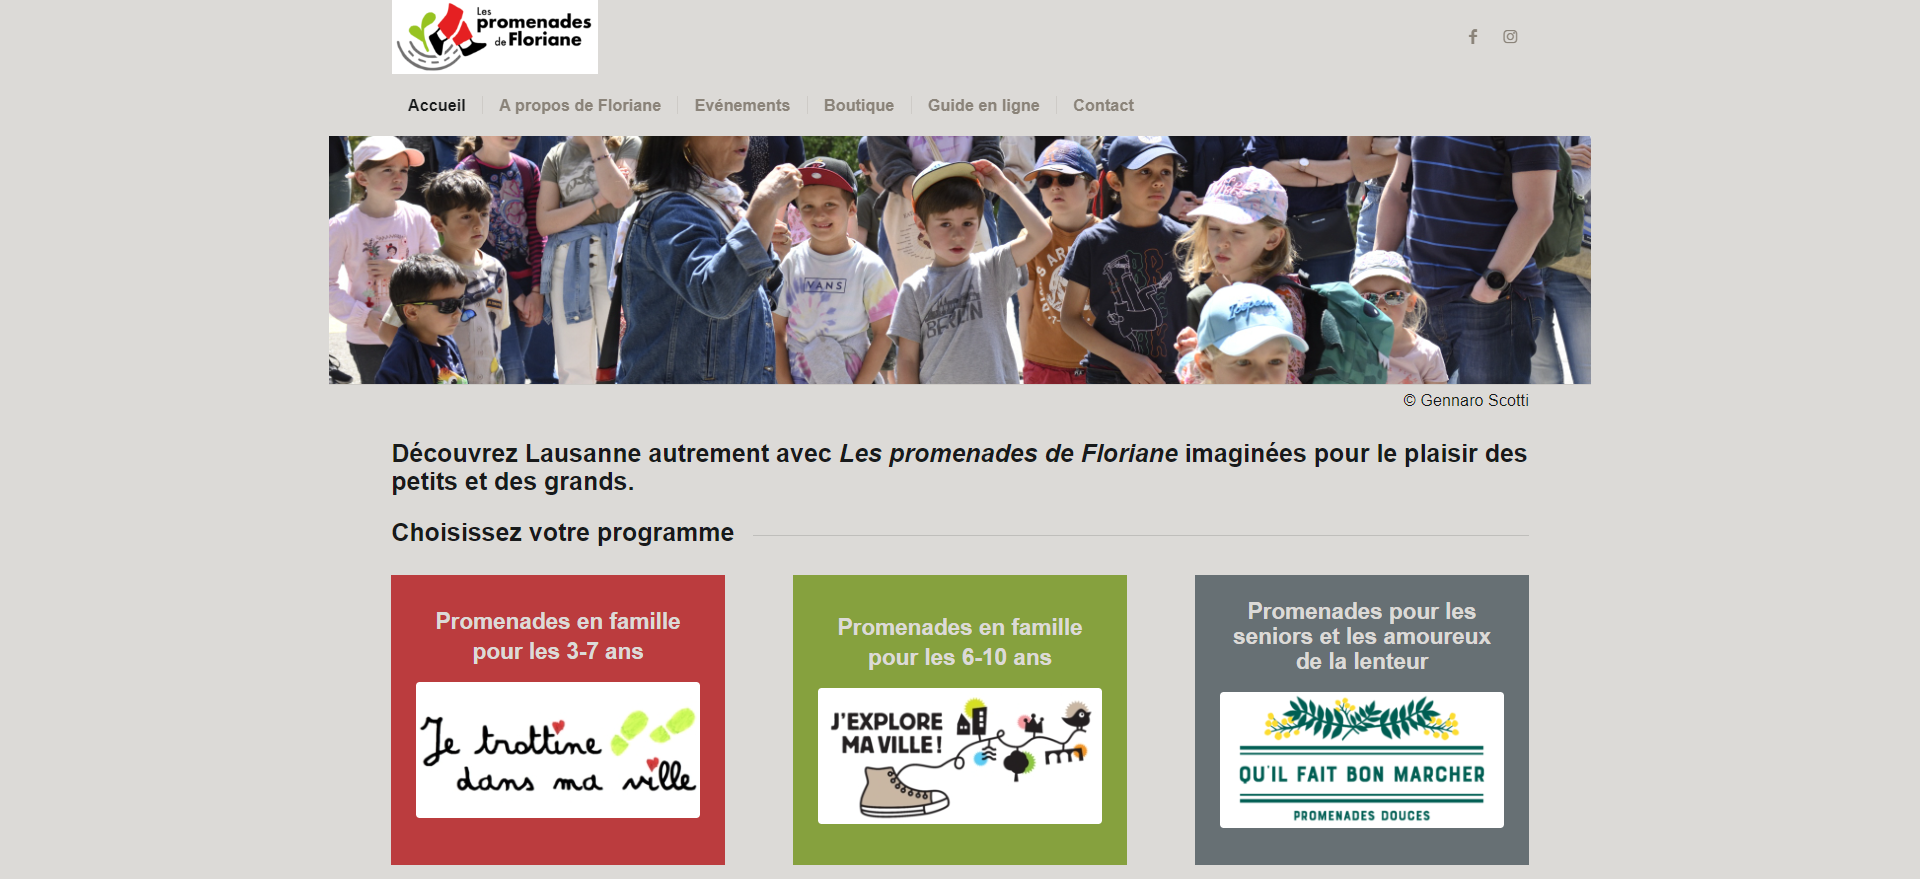 Les
promenades
de Floriane
Accueil
A propos de Floriane
Evénements
Boutique
Guide en ligne
Contact
VANS
BERLIN
© Gennaro Scotti
Découvrez Lausanne autrement avec Les promenades de Floriane imaginées pour le plaisir des
petits et des grands.
Choisissez votre programme
Promenades en famille
pour les 3-7 ans
Je trottine
dans ma ville
Promenades en famille
pour les 6-10 ans
J'EXPLORE
MA VILLE!
Promenades pour les
seniors et les amoureux
de la lenteur
QU'IL FAIT BON MARCHER
PROMENADES DOUCES